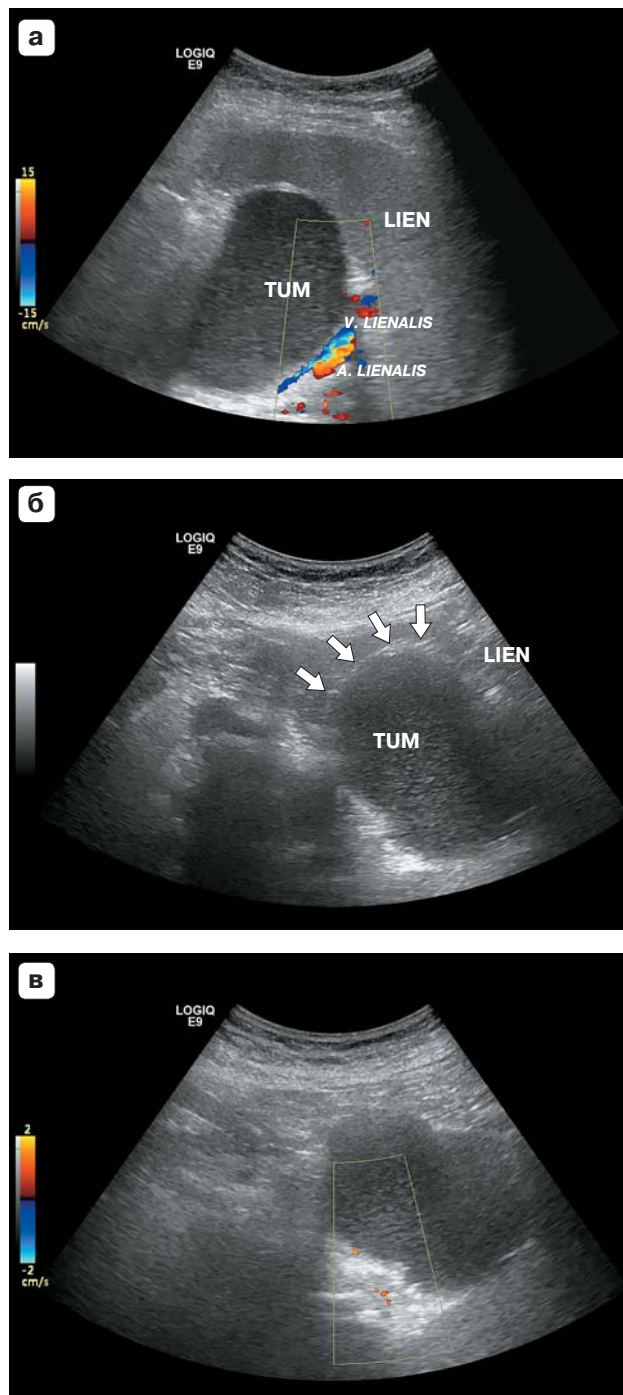 а
LOGIQ
E9
15
-15
cm/s
LIEN
TUM
V. LIENALIS
A. LIENALIS
б
LOGIQ
E9
LIEN
TUM
в
LOGIQ
E9
2
-2
cm/s